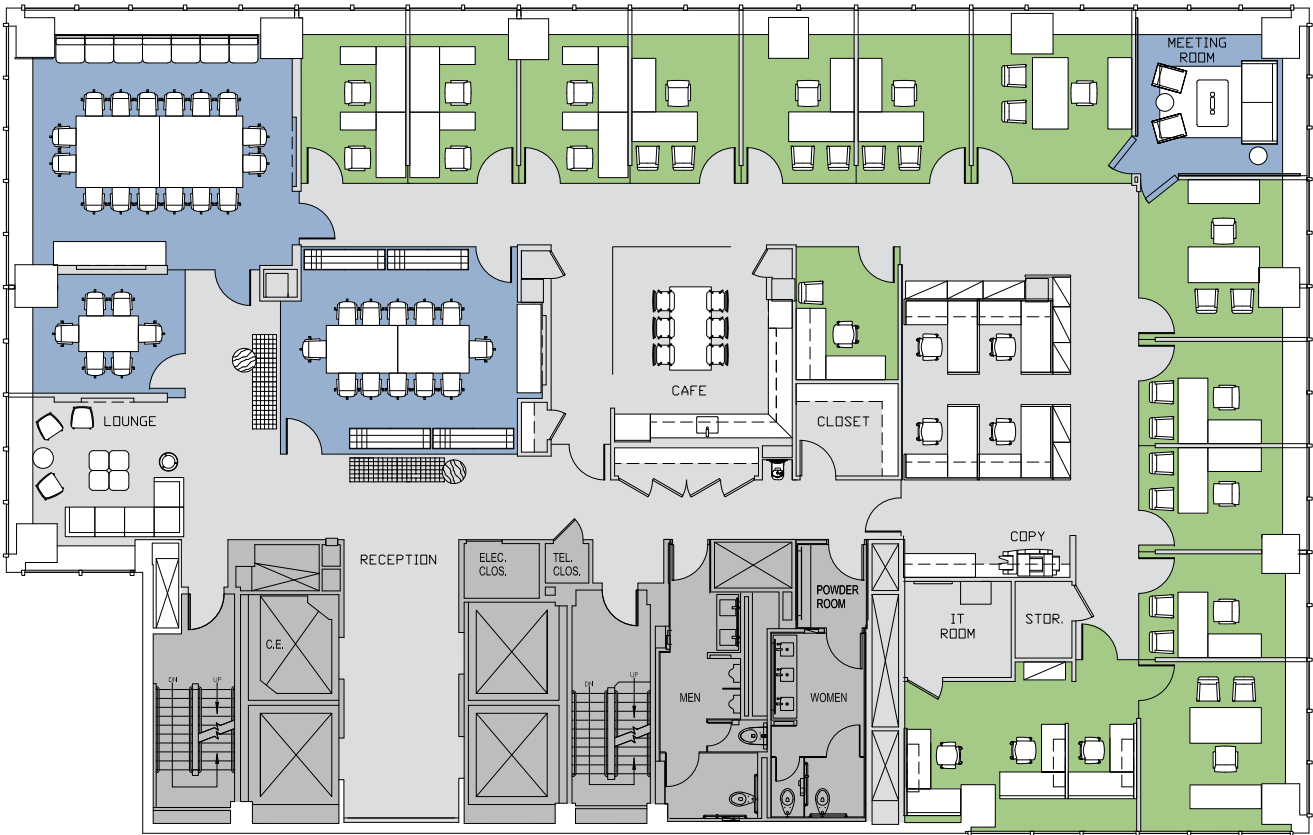 MEETING
ROOM
CAFE
LOUNGE
CLOSET
COPY
RECEPTION
ELEC.
CLOS.
TEL.
CLOS.
POWDER
ROOM
IT
ROOM
STOR.
C.E.
DN
UP
DN
UP
MEN
WOMEN